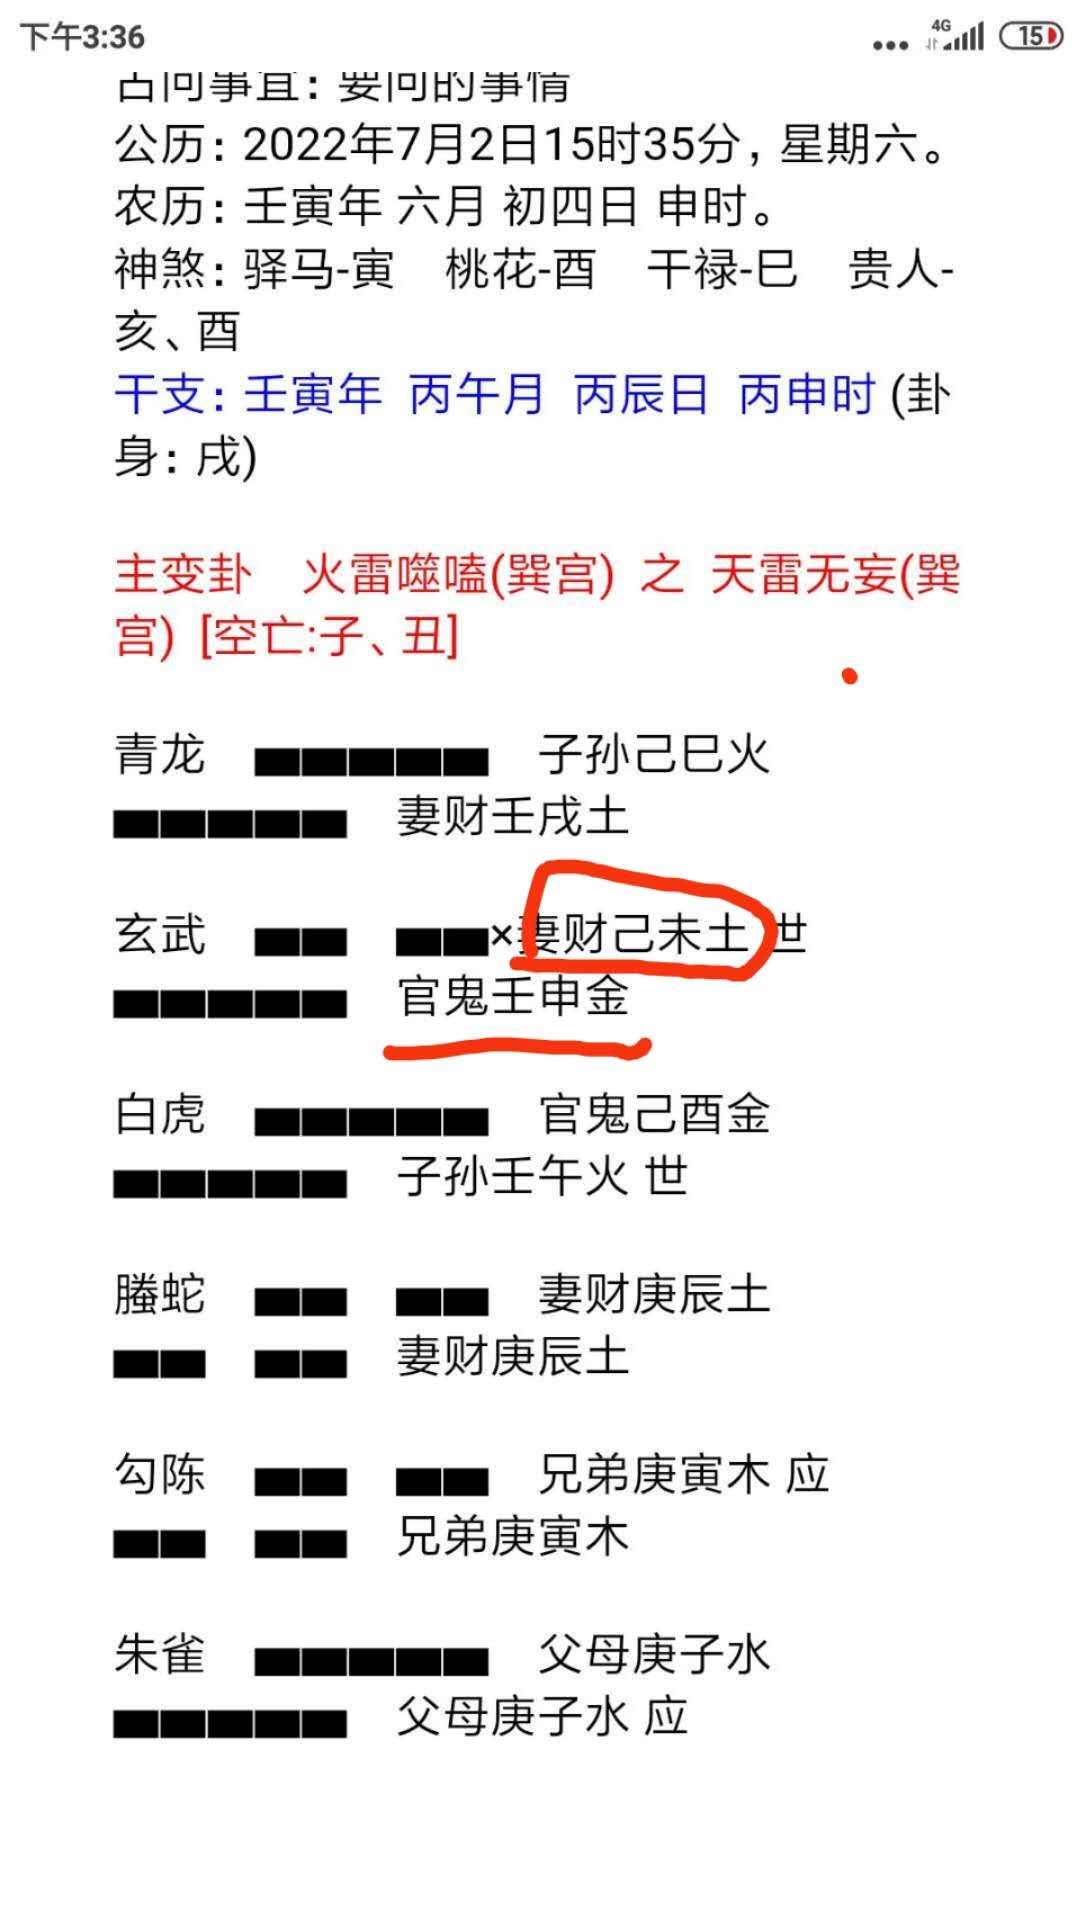 下午3:36
4G
15
占问事宜：要问的事情
公历：2022年7月2日15时35分，星期六。
农历：壬寅年 六月 初四日 申时。
神煞：驿马-寅 桃花-酉 干禄-巳 贵人-
亥、酉
干支：壬寅年 丙午月 丙辰日 丙申时 (卦
身：戌)
主变卦 火雷噬嗑(巽宫) 之 天雷无妄(巽
宫) [空亡:子、丑]
青龙 子孙己巳火
妻财壬戌土
玄武 ×妻财己未土 世
官鬼壬申金
白虎 官鬼己酉金
子孙壬午火 世
螣蛇 妻财庚辰土
妻财庚辰土
勾陈 兄弟庚寅木 应
兄弟庚寅木
朱雀 父母庚子水
父母庚子水 应